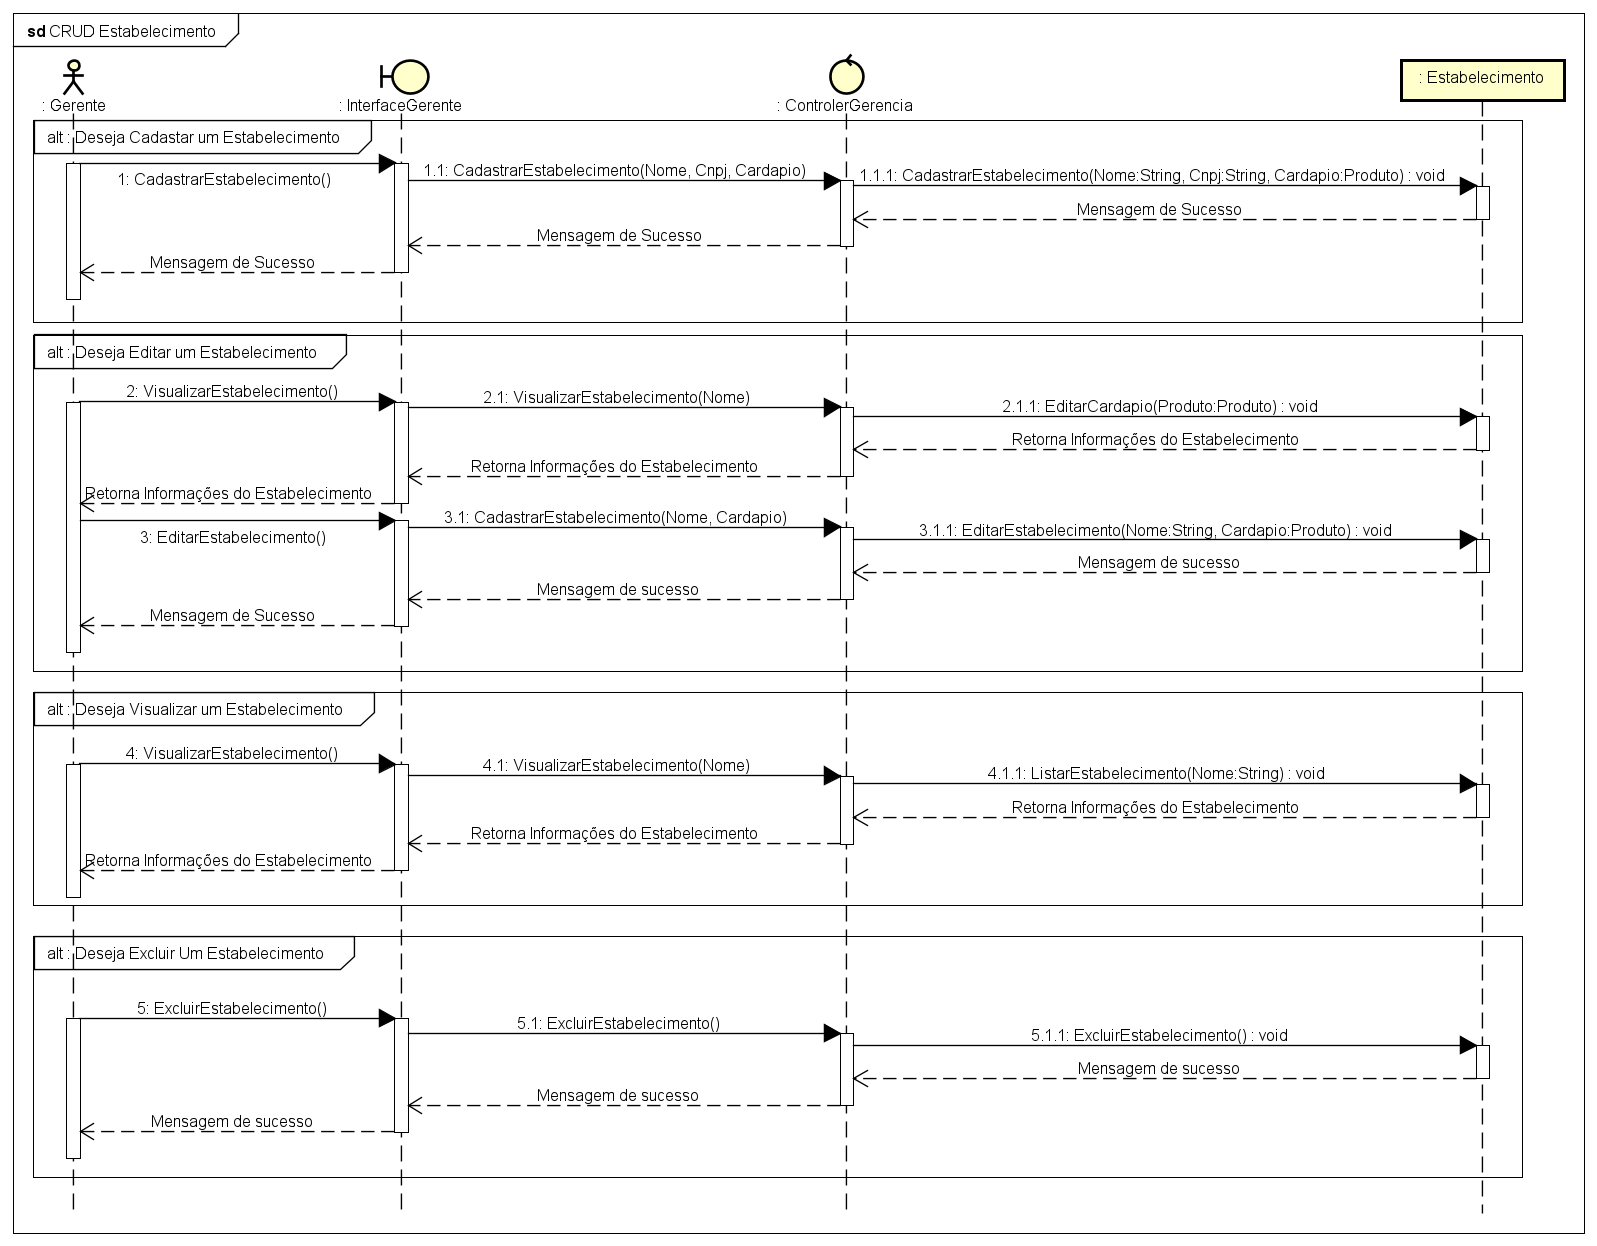 sd CRUD Estabelecimento
: Gerente
: InterfaceGerente
: ControlerGerencia
: Estabelecimento
alt : Deseja Cadastar um Estabelecimento
1: CadastrarEstabelecimento()
1.1: CadastrarEstabelecimento(Nome, Cnpj, Cardapio)
1.1.1: CadastrarEstabelecimento(Nome:String, Cnpj:String, Cardapio:Produto) : void
Mensagem de Sucesso
Mensagem de Sucesso
Mensagem de Sucesso
alt : Deseja Editar um Estabelecimento
2: VisualizarEstabelecimento()
2.1: VisualizarEstabelecimento(Nome)
2.1.1: EditarCardapio(Produto:Produto) : void
Retorna Informações do Estabelecimento
Retorna Informações do Estabelecimento
Retorna Informações do Estabelecimento
3: EditarEstabelecimento()
3.1: CadastrarEstabelecimento(Nome, Cardapio)
3.1.1: EditarEstabelecimento(Nome:String, Cardapio:Produto) : void
Mensagem de sucesso
Mensagem de sucesso
Mensagem de Sucesso
alt : Deseja Visualizar um Estabelecimento
4: VisualizarEstabelecimento()
4.1: VisualizarEstabelecimento(Nome)
4.1.1: ListarEstabelecimento(Nome:String) : void
Retorna Informações do Estabelecimento
Retorna Informações do Estabelecimento
Retorna Informações do Estabelecimento
alt : Deseja Excluir Um Estabelecimento
5: ExcluirEstabelecimento()
5.1: ExcluirEstabelecimento()
5.1.1: ExcluirEstabelecimento() : void
Mensagem de sucesso
Mensagem de sucesso
Mensagem de sucesso